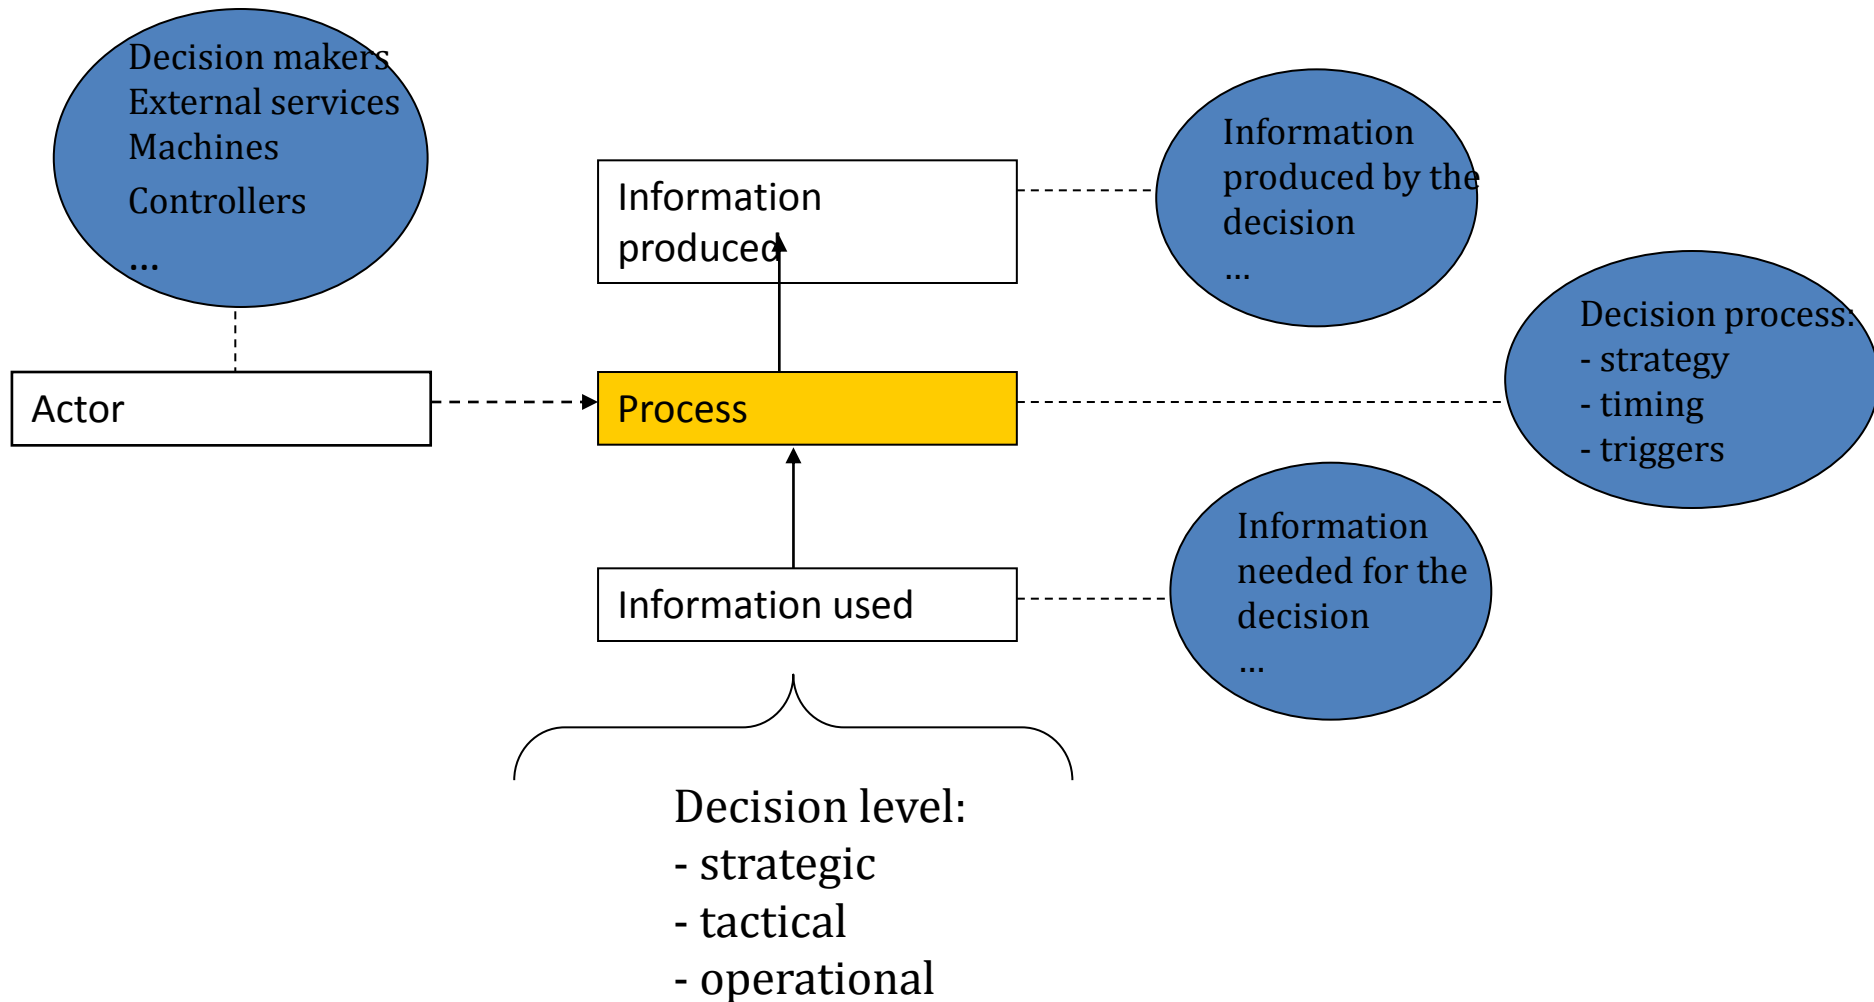 Decision makers
External services
Machines
Controllers
...
Information
produced
Information
produced by the
decision
...
Decision process:
- strategy
- timing
- triggers
Actor
Process
Information used
Information
needed for the
decision
...
Decision level:
- strategic
- tactical
- operational